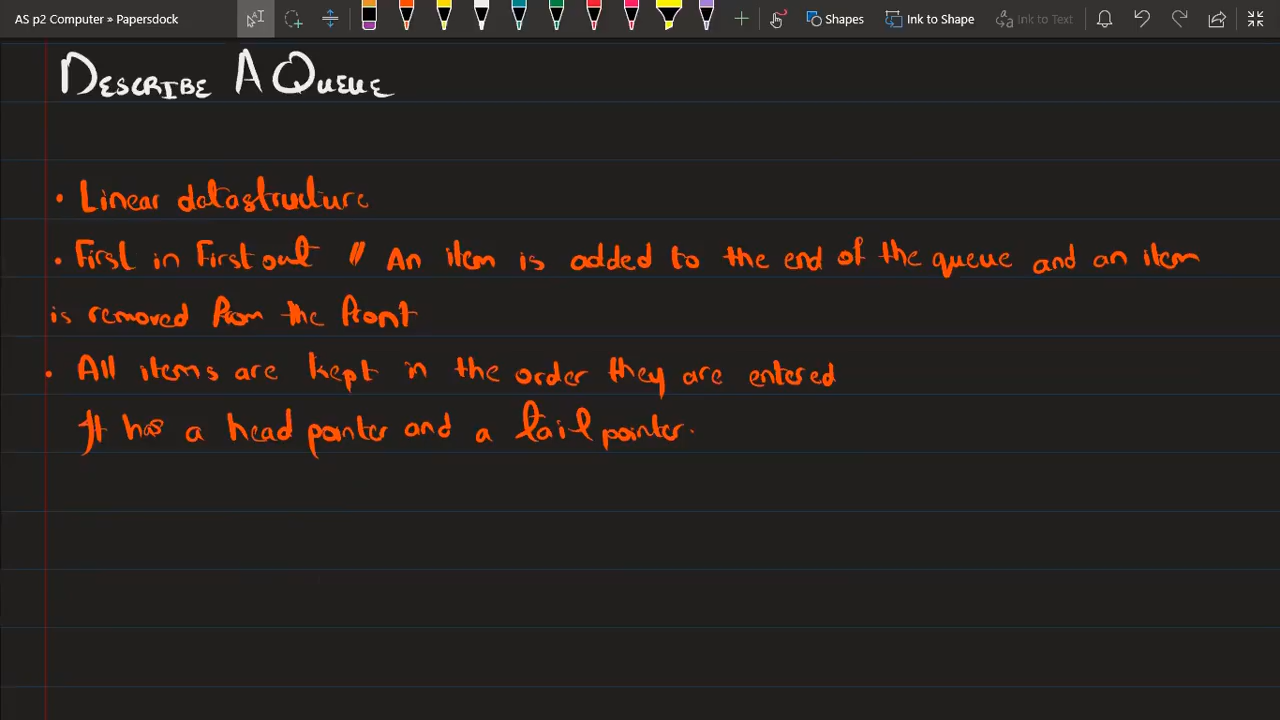 AS p2 Computer » Papersdock
Shapes
Ink to Shape
Ink to Text
DESCRIBE A QUEUE
• Linear datastructure
• First in First out // An item is added to the end of the queue and an item
is removed from the front
• All items are kept in the order they are entered
It has a head pointer and a tail pointer.